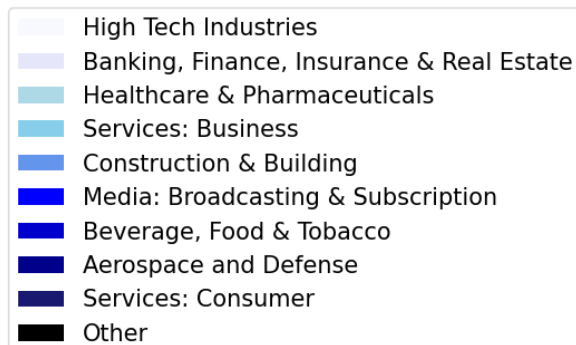 High Tech Industries
Banking, Finance, Insurance & Real Estate
Healthcare & Pharmaceuticals
Services: Business
Construction & Building
Media: Broadcasting & Subscription
Beverage, Food & Tobacco
Aerospace and Defense
Services: Consumer
Other